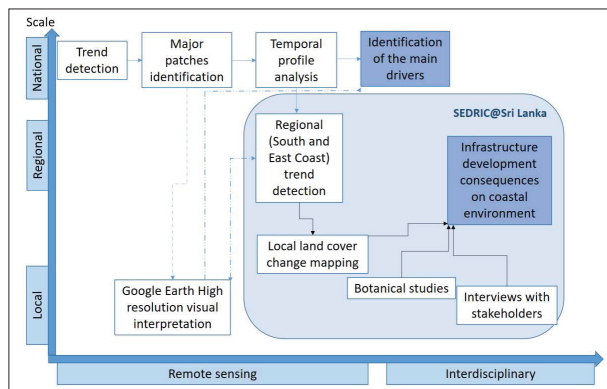 Scale
National
Regional
Local
Trend
detection
Major
patches
identification
Temporal
profile
analysis
Identification
of the main
drivers
SEDRIC@Sri Lanka
Regional
(South and
East Coast)
trend
detection
Infrastructure
development
consequences
on coastal
environment
Local land cover
change mapping
Google Earth High
resolution visual
interpretation
Botanical studies
Interviews with
stakeholders
Remote sensing
Interdisciplinary